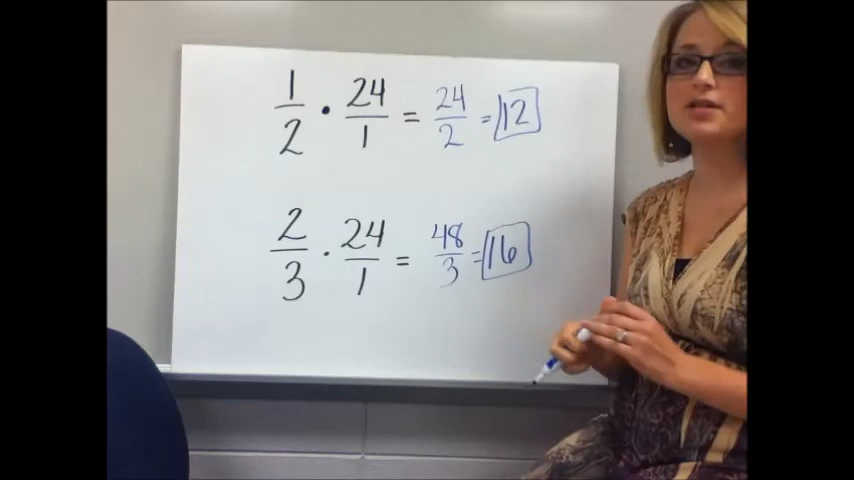 1/2 · 24/1 = 24/2 = 12
2/3 · 24/1 = 48/3 = 16